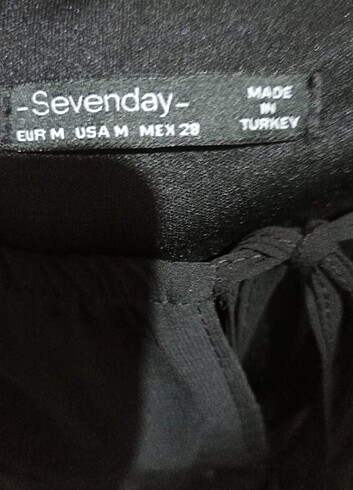 -Sevenday-
EUR M USA M MEX 28
MADE
IN
TURKEY